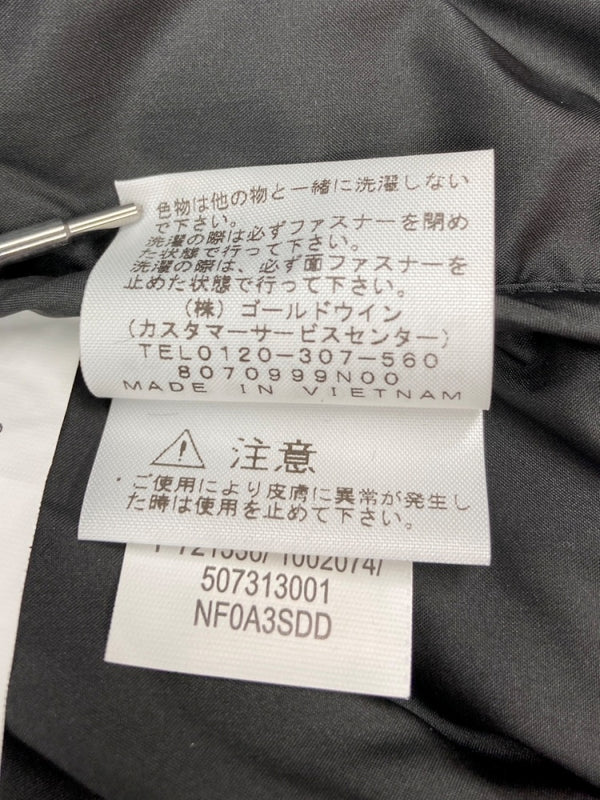 色物は他の物と一緒に洗濯しない
で下さい。
洗濯の際は必ずファスナーを閉め
た状態で行って下さい。
洗濯の際は、必ず面ファスナーを
止めた状態で行って下さい。
(株) ゴールドウイン
(カスタマーサービスセンター)
TEL0120-307-560
8070999N00
MADE IN VIETNAM
注意
・ご使用により皮膚に異常が発生し
た時は使用を止めて下さい。
1002074/
507313001
NF0A3SDD